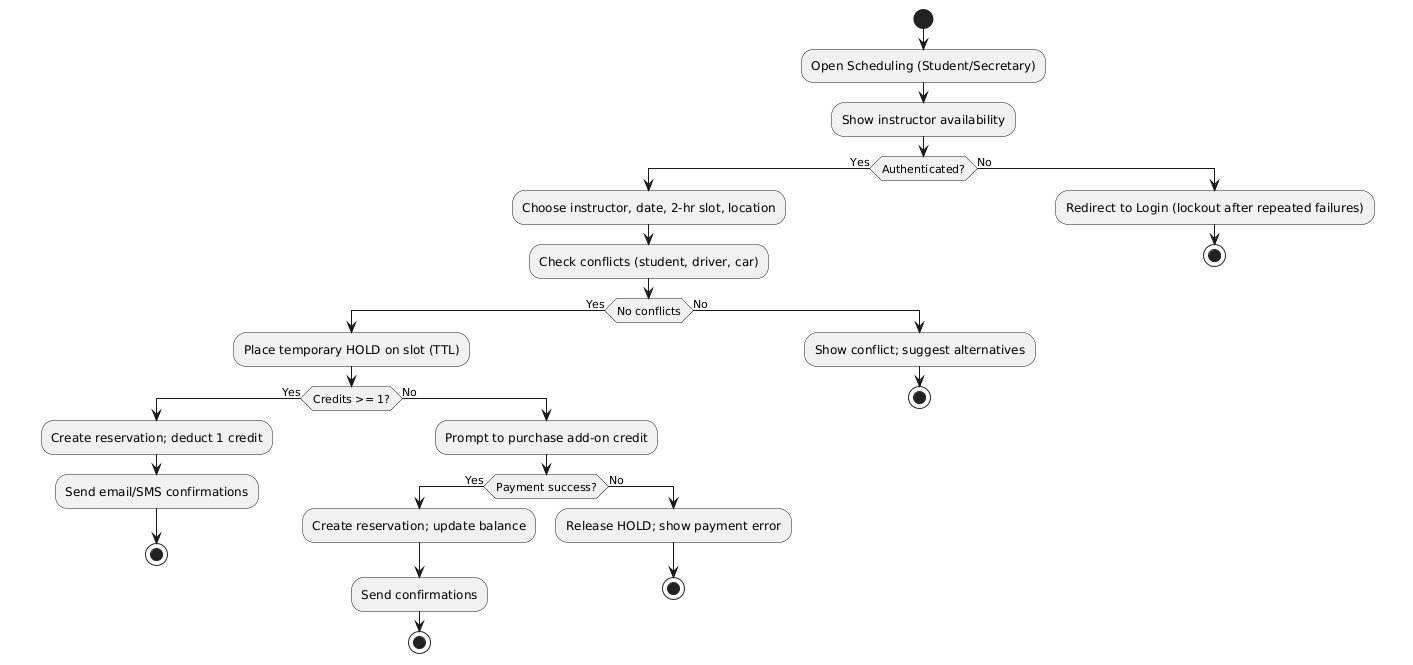 Open Scheduling (Student/Secretary)
Show instructor availability
Yes
Authenticated?
No
Choose instructor, date, 2-hr slot, location
Redirect to Login (lockout after repeated failures)
Check conflicts (student, driver, car)
Yes
No conflicts
No
Place temporary HOLD on slot (TTL)
Show conflict; suggest alternatives
Yes
Credits >= 1?
No
Create reservation; deduct 1 credit
Prompt to purchase add-on credit
Send email/SMS confirmations
Yes
Payment success?
No
Create reservation; update balance
Release HOLD; show payment error
Send confirmations